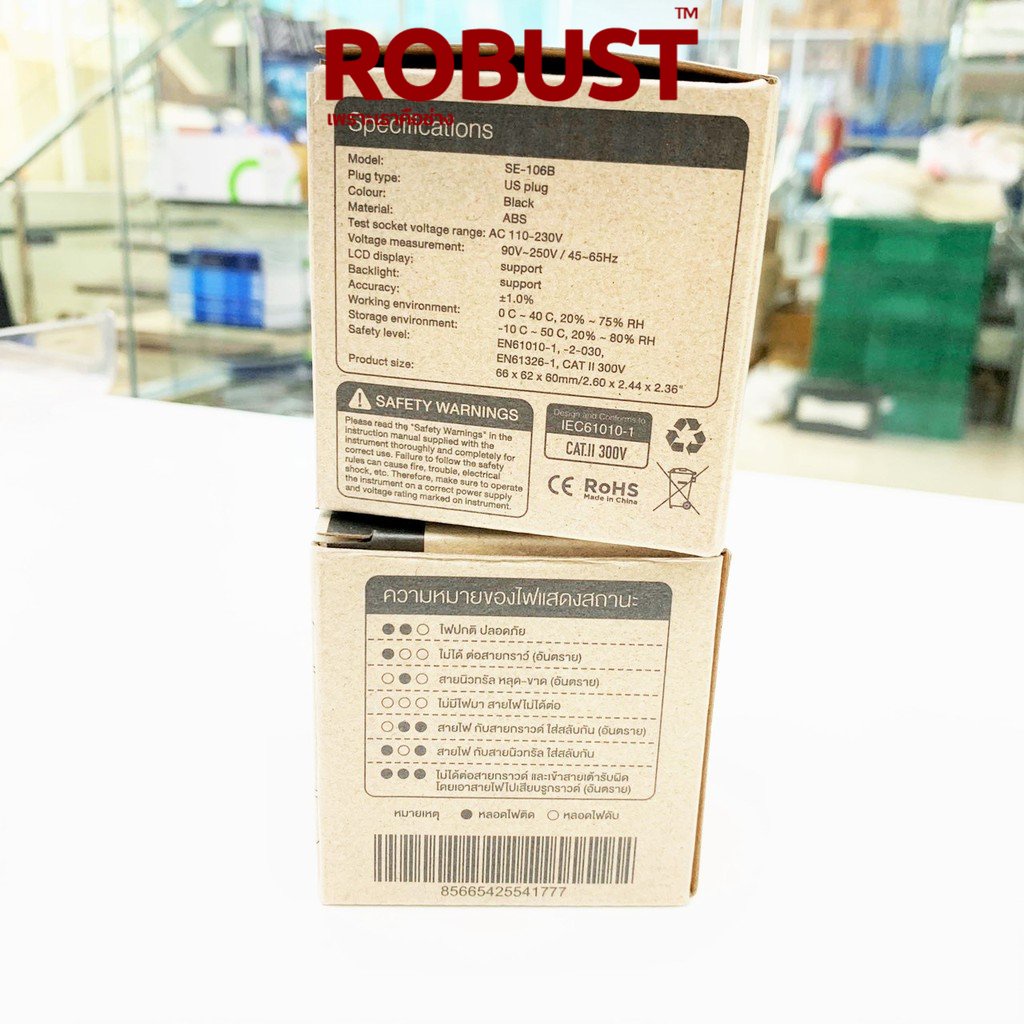 ROBUST™
เพราะเราถึงต่าง
Specifications
Model: SE-106B
Plug type: US plug
Colour: Black
Material: ABS
Test socket voltage range: AC 110-230V
Voltage measurement: 90V~250V / 45~65Hz
LCD display: support
Backlight: support
Accuracy: ±1.0%
Working environment: 0 C ~ 40 C, 20% ~ 75% RH
Storage environment: -10 C ~ 50 C, 20% ~ 80% RH
Safety level: EN61010-1, -2-030,
EN61326-1, CAT II 300V
Product size: 66 x 62 x 60mm/2.60 x 2.44 x 2.36"
SAFETY WARNINGS
Please read the "Safety Warnings" in the
instruction manual supplied with the
instrument thoroughly and completely for
correct use. Failure to follow the safety
rules can cause fire, trouble, electrical
shock, etc. Therefore, make sure to operate
the instrument on a correct power supply
and voltage rating marked on instrument.
Design and Conforms to
IEC61010-1
CAT.II 300V
CE RoHS
Made in China
ความหมายของไฟแสดงสถานะ
●●○ ไฟปกติ ปลอดภัย
●○○ ไม่ได้ ต่อสายกราว์ (อันตราย)
○●○ สายนิวทรัล หลุด-ขาด (อันตราย)
○○○ ไม่มีไฟมา สายไฟไม่ได้ต่อ
○●● สายไฟ กับสายกราวด์ ใส่สลับกัน (อันตราย)
●○● สายไฟ กับสายนิวทรัล ใส่สลับกัน
●●● ไม่ได้ต่อสายกราวด์ และเข้าสายเต้ารับผิด
โดยเอาสายไฟไปเสียบรูกราวด์ (อันตราย)
หมายเหตุ ● หลอดไฟติด ○ หลอดไฟดับ
85665425541777